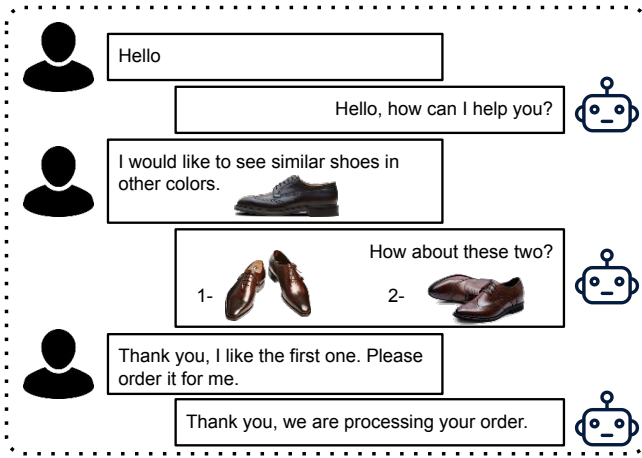 Hello
Hello, how can I help you?
I would like to see similar shoes in
other colors.
How about these two?
1-
2-
Thank you, I like the first one. Please
order it for me.
Thank you, we are processing your order.